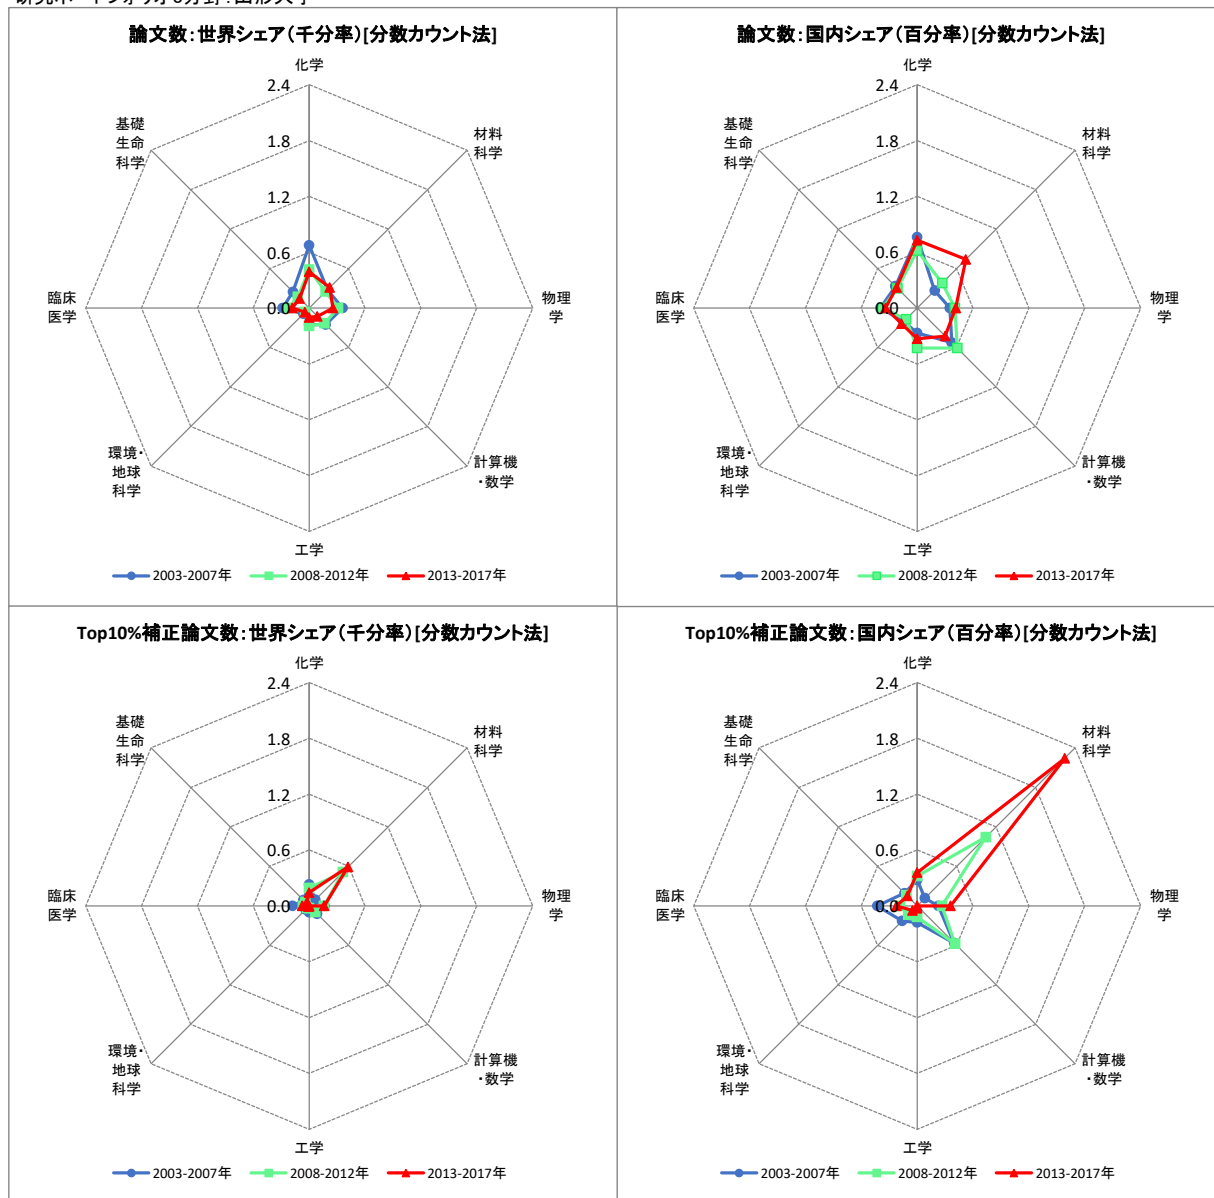 論文数:世界シェア(千分率)[分数カウント法]
化学
2.4
1.8
1.2
0.6
0.0
材料
科学
物理
学
計算機
・数学
工学
環境・
地球
科学
臨床
医学
基礎
生命
科学
2003-2007年
2008-2012年
2013-2017年
論文数:国内シェア(百分率)[分数カウント法]
化学
2.4
1.8
1.2
0.6
0.0
材料
科学
物理
学
計算機
・数学
工学
環境・
地球
科学
臨床
医学
基礎
生命
科学
2003-2007年
2008-2012年
2013-2017年
Top10%補正論文数:世界シェア(千分率)[分数カウント法]
化学
2.4
1.8
1.2
0.6
0.0
材料
科学
物理
学
計算機
・数学
工学
環境・
地球
科学
臨床
医学
基礎
生命
科学
2003-2007年
2008-2012年
2013-2017年
Top10%補正論文数:国内シェア(百分率)[分数カウント法]
化学
2.4
1.8
1.2
0.6
0.0
材料
科学
物理
学
計算機
・数学
工学
環境・
地球
科学
臨床
医学
基礎
生命
科学
2003-2007年
2008-2012年
2013-2017年